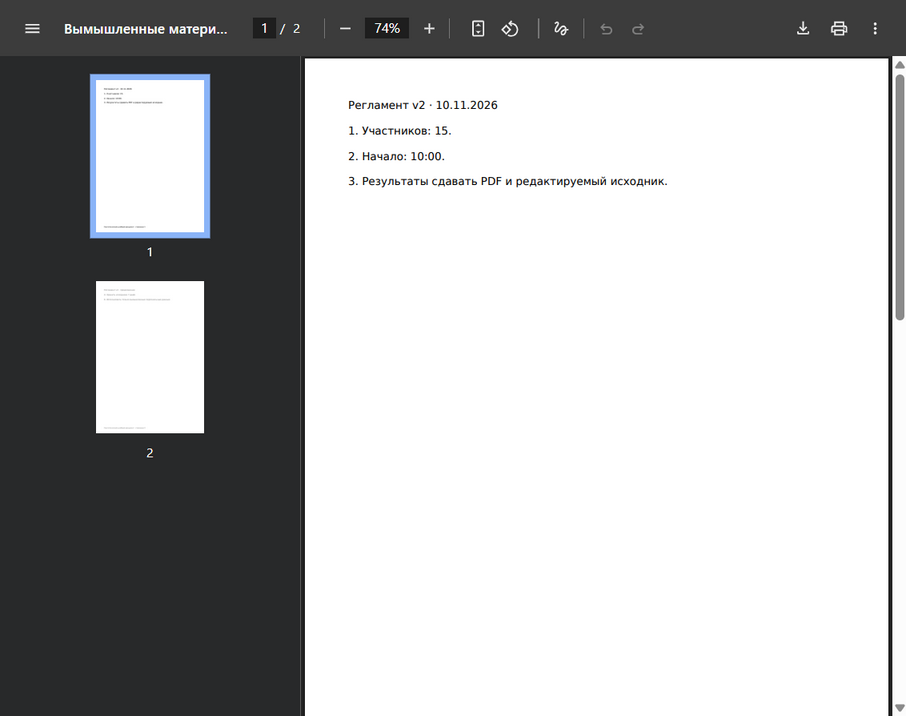 Вымышленные матери...
1 / 2
74%
1
2
Регламент v2 · 10.11.2026
1. Участников: 15.
2. Начало: 10:00.
3. Результаты сдавать PDF и редактируемый исходник.